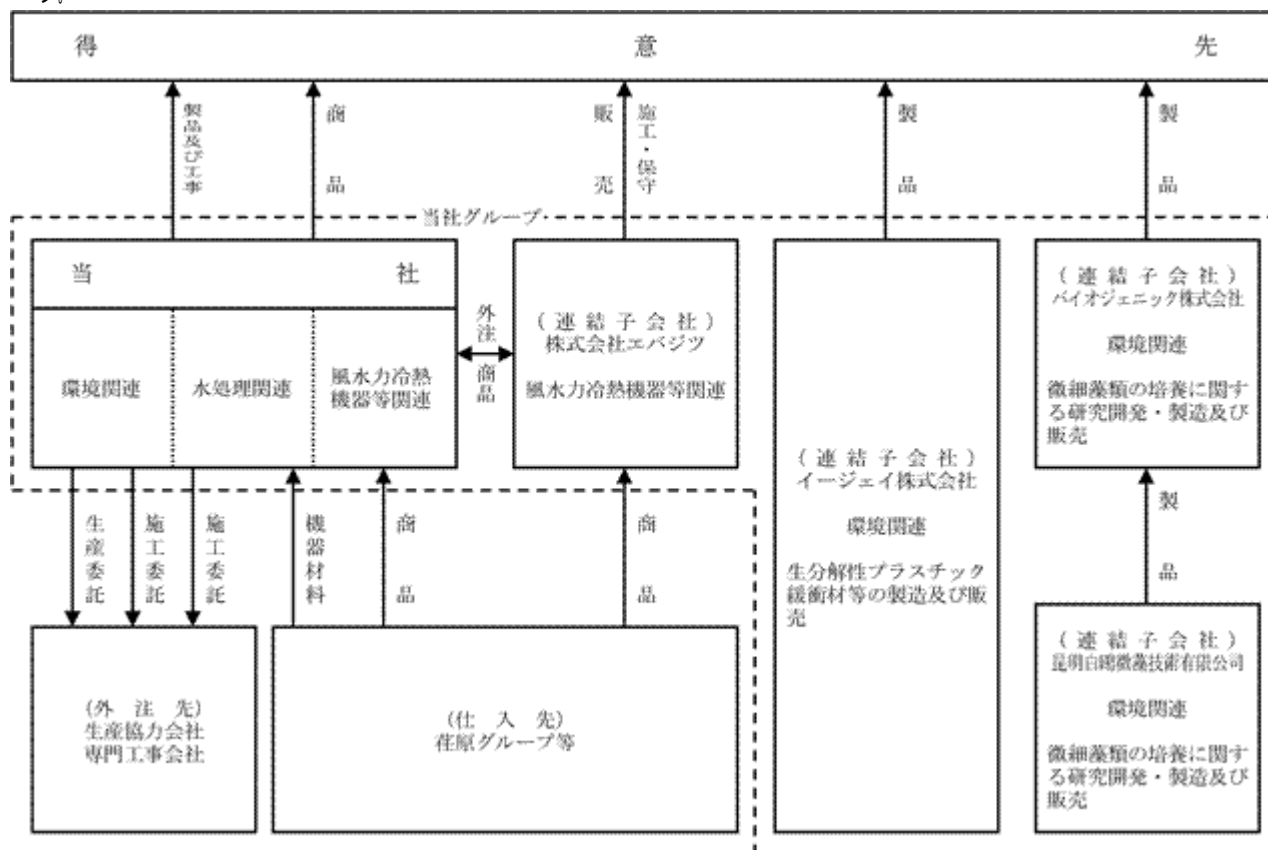 得意先
製品及び工事
商品
販売
施工・保守
製品
製品
当社グループ
当社
環境関連
水処理関連
風水力冷熱
機器等関連
外注
商品
(連結子会社)
株式会社エバジツ
風水力冷熱機器等関連
(連結子会社)
イージェイ株式会社
環境関連
生分解性プラスチック
緩衝材等の製造及び販
売
(連結子会社)
バイオジェニック株式会社
環境関連
微細藻類の培養に関す
る研究開発・製造及び
販売
生産委託
施工委託
施工委託
機器材料
商品
商品
製品
(外注先)
生産協力会社
専門工事会社
(仕入先)
荏原グループ等
(連結子会社)
昆明白鴎微藻技術有限公司
環境関連
微細藻類の培養に関す
る研究開発・製造及び
販売